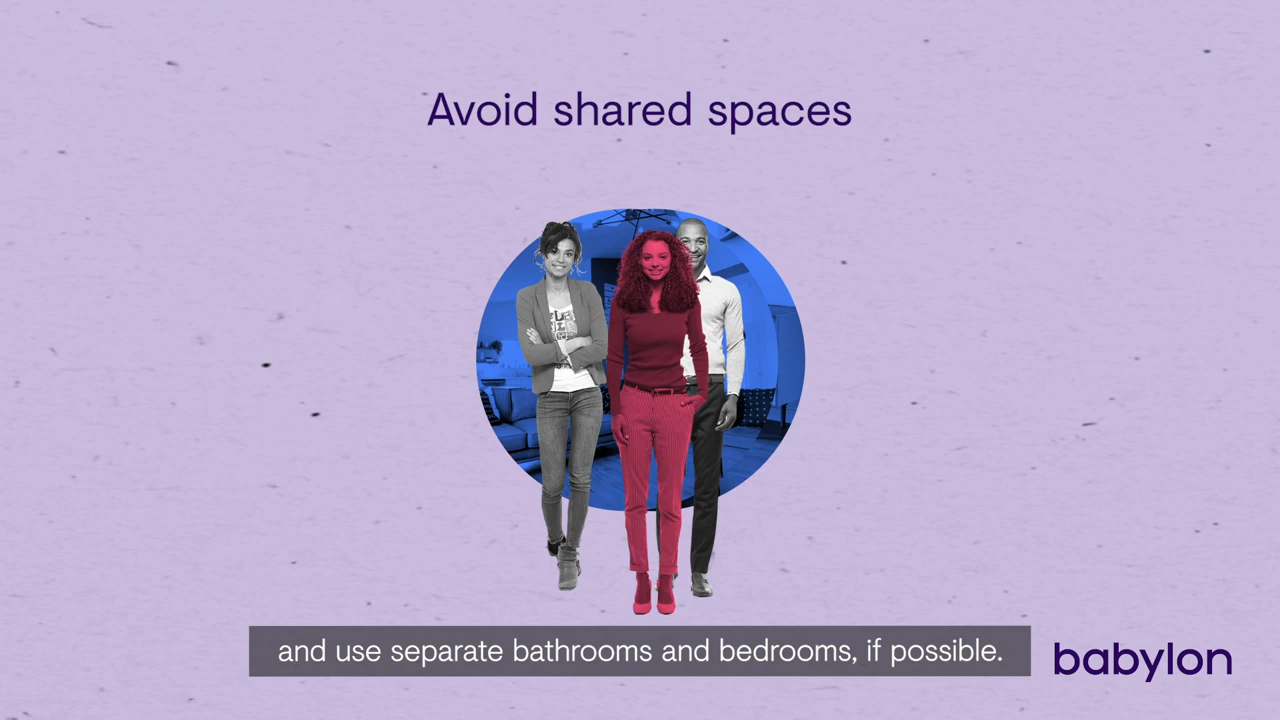 Avoid shared spaces
and use separate bathrooms and bedrooms, if possible.
babylon